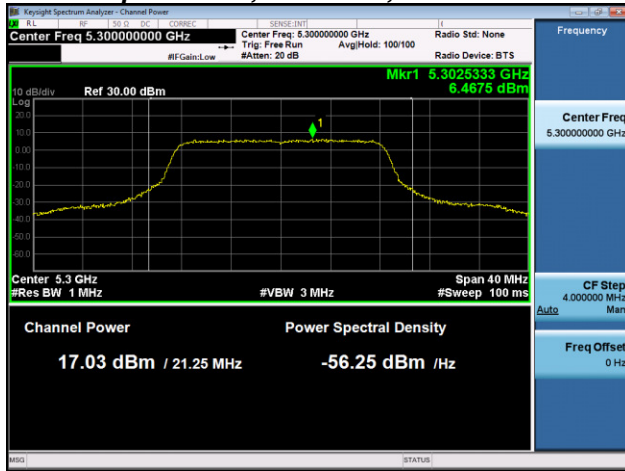 Keysight Spectrum Analyzer - Channel Power
RL RF 50 Ω DC CORREC SENSE:INT
Center Freq 5.300000000 GHz
Center Freq: 5.300000000 GHz
Radio Std: None
Trig: Free Run Avg|Hold: 100/100
#IFGain:Low #Atten: 20 dB Radio Device: BTS
Mkr1 5.3025333 GHz
6.4675 dBm
10 dB/div Ref 30.00 dBm
Log
20.0
10.0
0.00
-10.0
-20.0
-30.0
-40.0
-50.0
-60.0
1
Center 5.3 GHz Span 40 MHz
#Res BW 1 MHz #VBW 3 MHz #Sweep 100 ms
Channel Power Power Spectral Density
17.03 dBm / 21.25 MHz -56.25 dBm /Hz
MSG STATUS
Frequency
Center Freq
5.300000000 GHz
CF Step
4.000000 MHz
Auto Man
Freq Offset
0 Hz